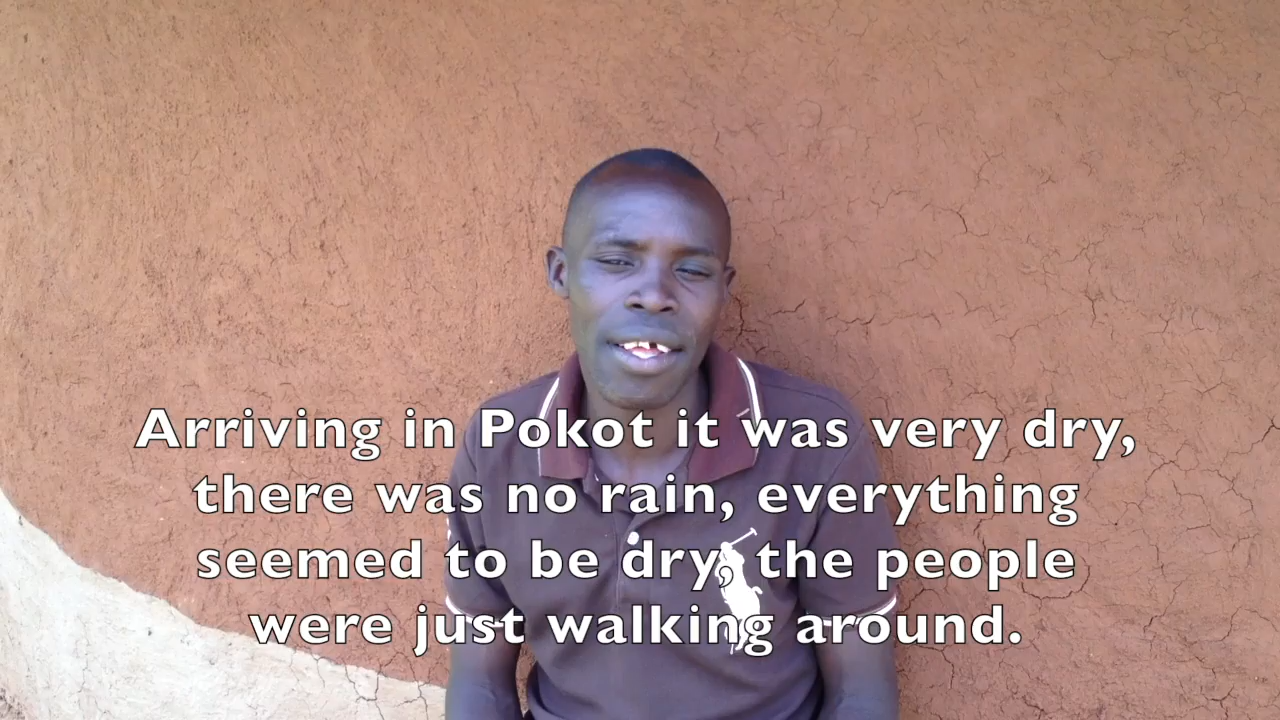 Arriving in Pokot it was very dry,
there was no rain, everything
seemed to be dry, the people
were just walking around.